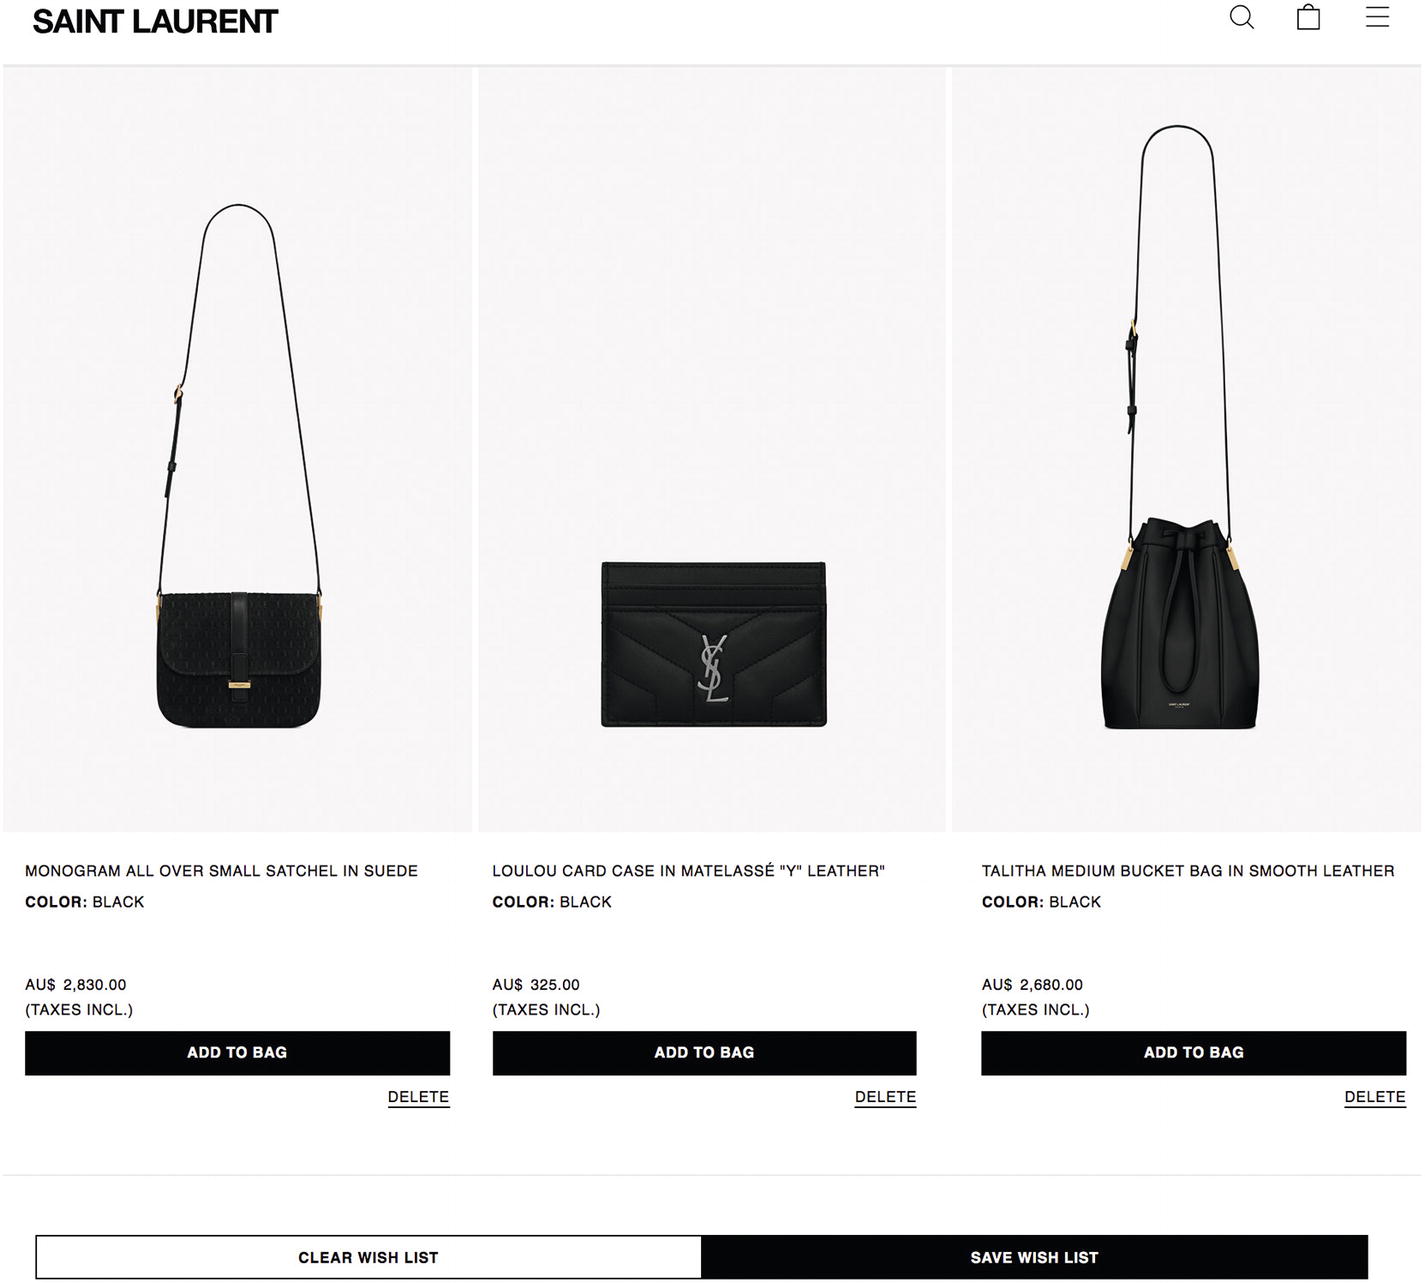 SAINT LAURENT
YSL
SAINT LAURENT
MONOGRAM ALL OVER SMALL SATCHEL IN SUEDE
COLOR: BLACK
AU$ 2,830.00
(TAXES INCL.)
ADD TO BAG
DELETE
LOULOU CARD CASE IN MATELASSÉ "Y" LEATHER"
COLOR: BLACK
AU$ 325.00
(TAXES INCL.)
ADD TO BAG
DELETE
TALITHA MEDIUM BUCKET BAG IN SMOOTH LEATHER
COLOR: BLACK
AU$ 2,680.00
(TAXES INCL.)
ADD TO BAG
DELETE
CLEAR WISH LIST
SAVE WISH LIST